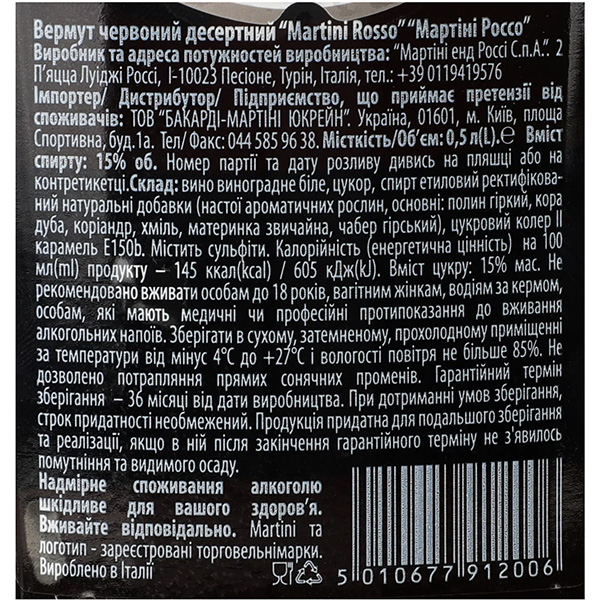 Вермут червоний десертний “Martini Rosso” “Мартіні Россо”
Виробник та адреса потужностей виробництва: “Мартіні енд Россі С.п.А.”. 2
П’яцца Луіджі Россі, I-10023 Песіоне, Турін, Італія, тел.: +39 0119419576
Імпортер/ Дистрибутор/ Підприємство, що приймає претензії від
споживачів: ТОВ “БАКАРДІ-МАРТІНІ ЮКРЕЙН”. Україна, 01601, м. Київ, площа
Спортивна, буд.1а. Тел/ Факс: 044 585 96 38. Місткість/Об’єм: 0,5 л(L).℮ Вміст
спирту: 15% об. Номер партії та дату розливу дивись на пляшці або на
контретикетці.Склад: вино виноградне біле, цукор, спирт етиловий ректифікова-
ний натуральні добавки (настої ароматичних рослин, основні: полин гіркий, кора
дуба, коріандр, хміль, материнка звичайна, чабер гірський), цукровий колер II
карамель Е150b. Містить сульфіти. Калорійність (енергетична цінність) на 100
мл(ml) продукту – 145 ккал(kcal) / 605 кДж(kJ). Вміст цукру: 15% мас. Не
рекомендовано вживати особам до 18 років, вагітним жінкам, водіям за кермом,
особам, які мають медичні чи професійні протипоказання до вживання
алкогольних напоїв. Зберігати в сухому, затемненому, прохолодному приміщенні
за температури від мінус 4°С до +27°С і вологості повітря не більше 85%. Не
дозволено потрапляння прямих сонячних променів. Гарантійний термін
зберігання – 36 місяці від дати виробництва. При дотриманні умов зберігання,
строк придатності необмежений. Продукція придатна для подальшого зберігання
та реалізації, якщо в ній після закінчення гарантійного терміну не з’явилось
помутніння та видимого осаду.
Надмірне споживання алкоголю
шкідливе для вашого здоров’я.
Вживайте відповідально. Martini та
логотип - зареєстровані торговельнімарки.
Вироблено в Італії
5 010677 912006